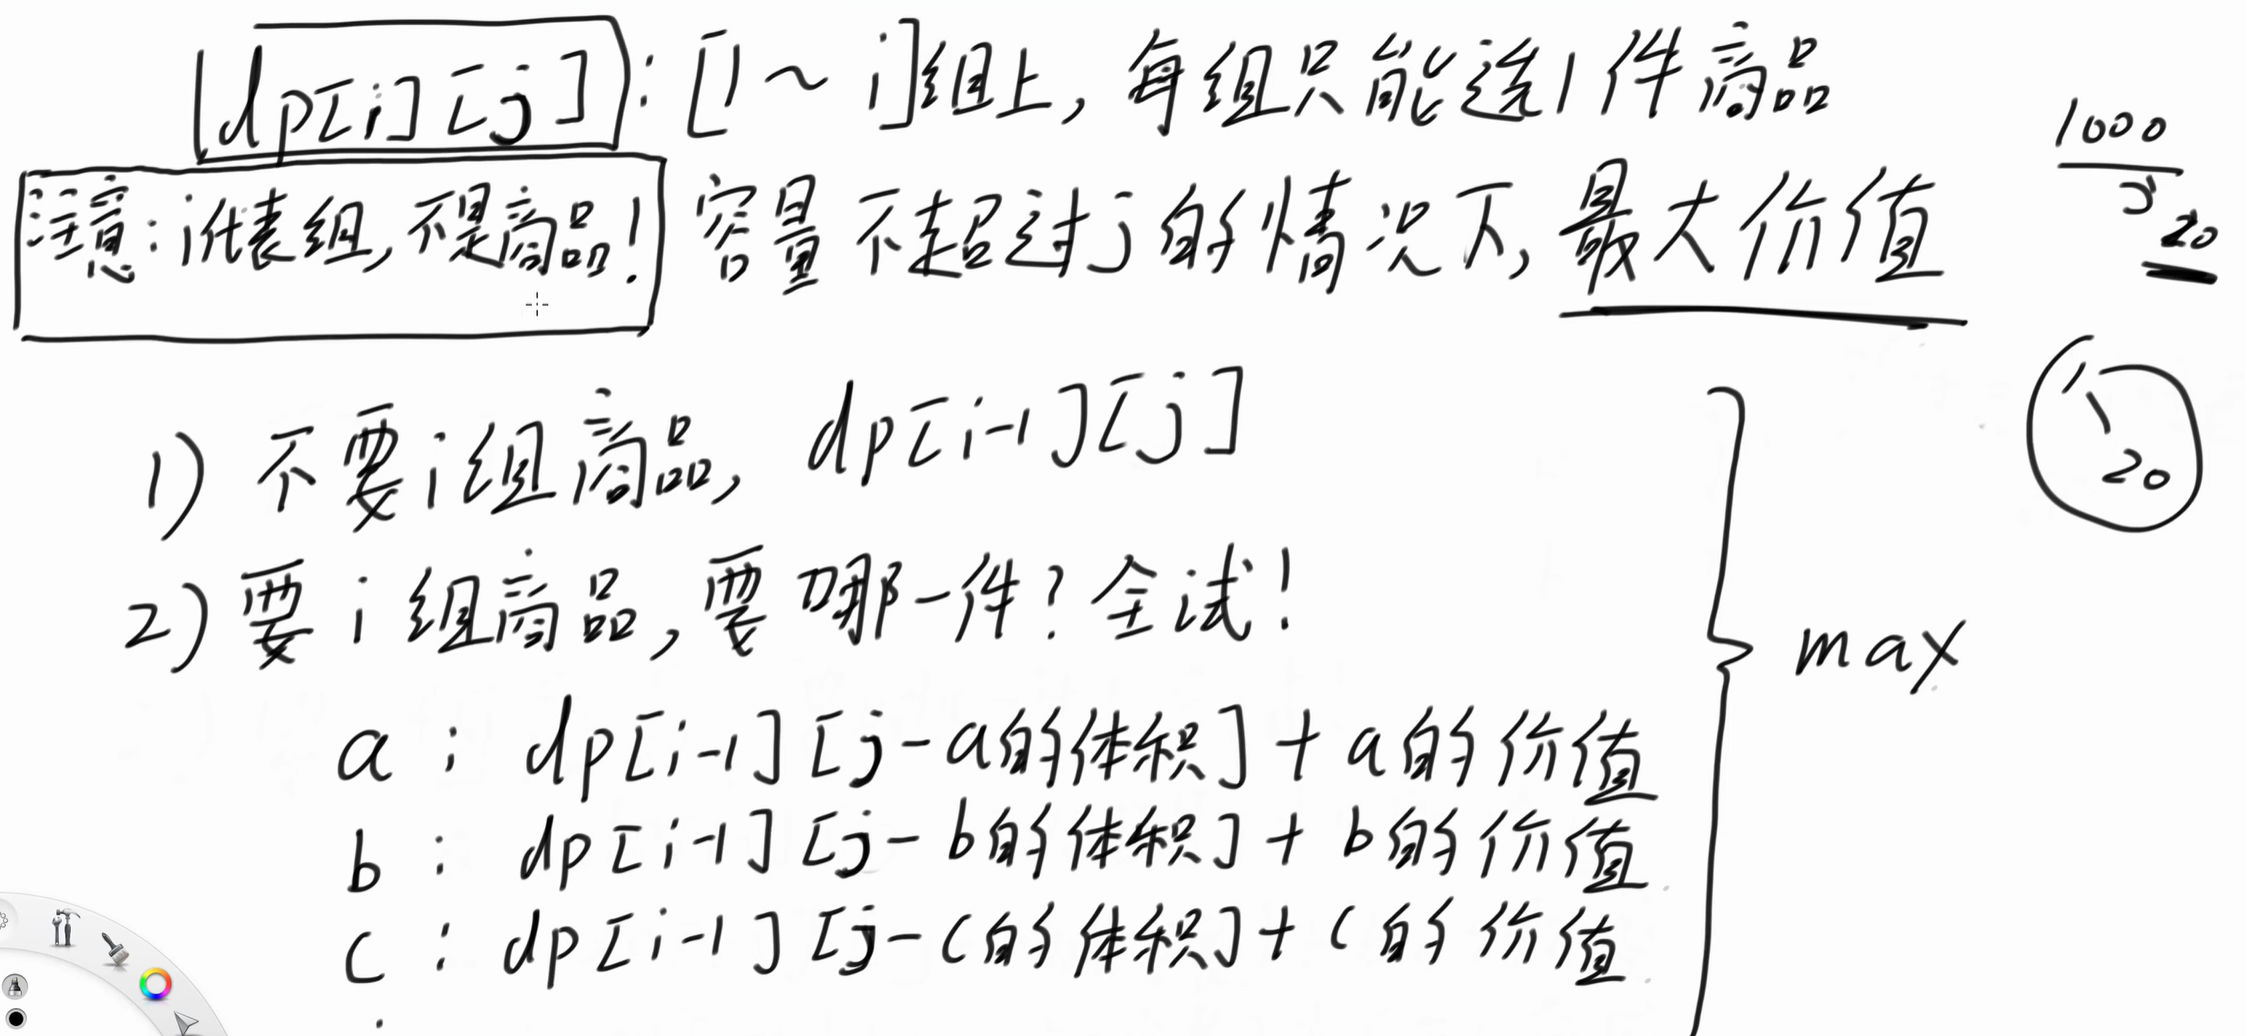 dp[i][j]: [1~i]组上,每组只能选1件商品
1000
3
20
注意:i代表组,不是商品! 容量不超过j的情况下,最大价值
1
20
1) 不要i组商品, dp[i-1][j]
2) 要i组商品,要哪一件?全试!
max
a: dp[i-1][j-a的体积]+a的价值
b: dp[i-1][j-b的体积]+b的价值
c: dp[i-1][j-c的体积]+c的价值